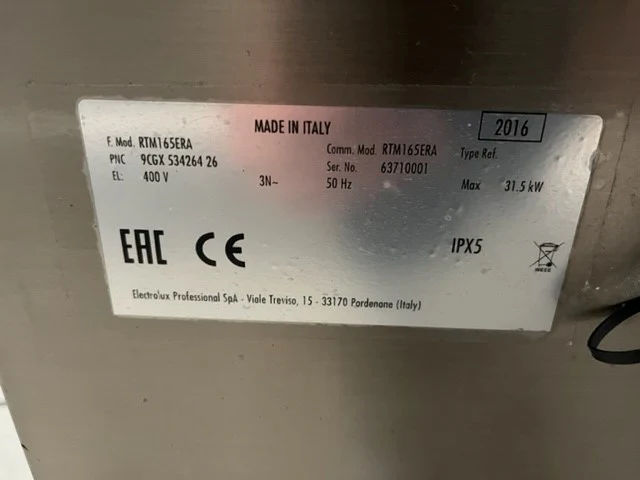 MADE IN ITALY
2016
F. Mod. RTM165ERA Comm. Mod. RTM165ERA Type Ref.
PNC 9CGX 534264 26 Ser. No. 63710001
EL: 400 V 3N~ 50 Hz Max 31.5 kW
EAC CE IPX5
WEEE
Electrolux Professional SpA - Viale Treviso, 15 - 33170 Pordenone (Italy)